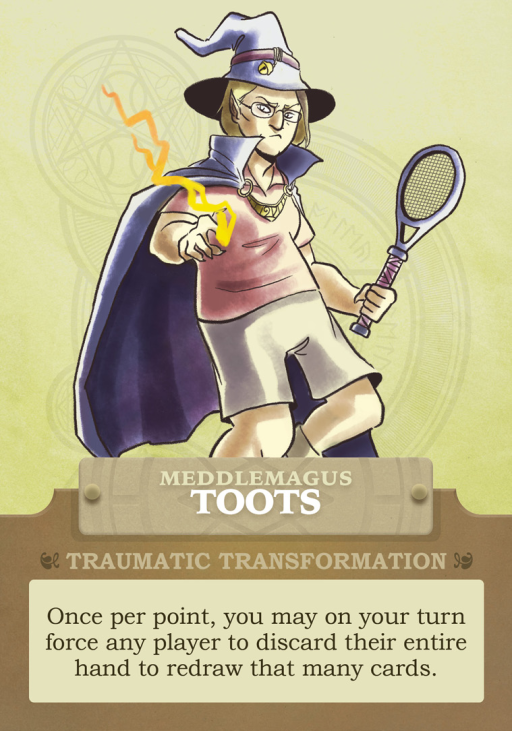 MEDDLEMAGUS
TOOTS
TRAUMATIC TRANSFORMATION
Once per point, you may on your turn
force any player to discard their entire
hand to redraw that many cards.